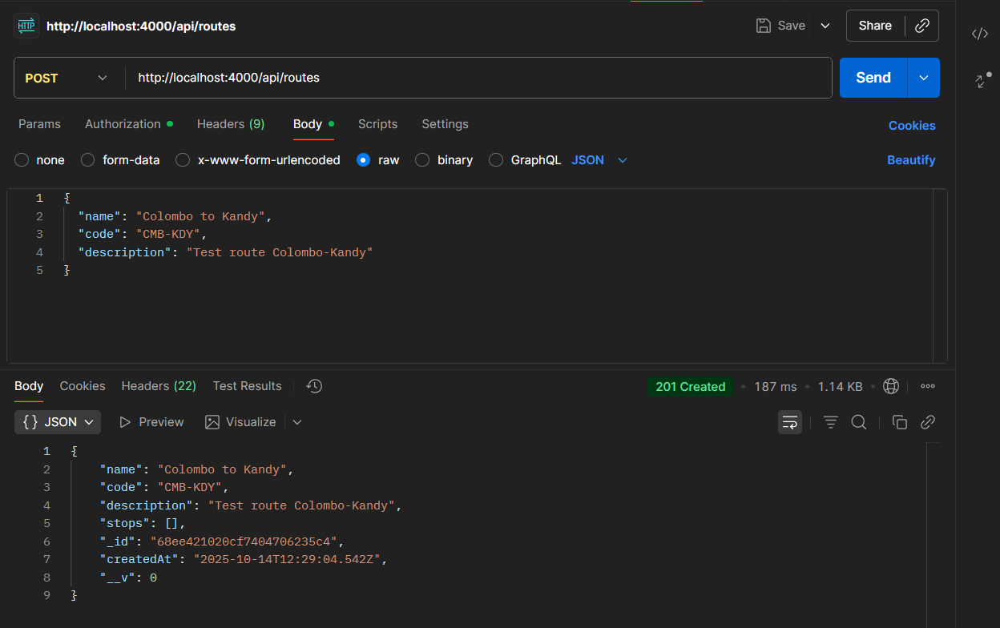 HTTP http://localhost:4000/api/routes Save Share
POST http://localhost:4000/api/routes Send
Params Authorization Headers (9) Body Scripts Settings Cookies
none form-data x-www-form-urlencoded raw binary GraphQL JSON Beautify
1 {
2 "name": "Colombo to Kandy",
3 "code": "CMB-KDY",
4 "description": "Test route Colombo-Kandy"
5 }
Body Cookies Headers (22) Test Results 201 Created • 187 ms • 1.14 KB •
{} JSON Preview Visualize
1 {
2 "name": "Colombo to Kandy",
3 "code": "CMB-KDY",
4 "description": "Test route Colombo-Kandy",
5 "stops": [],
6 "_id": "68ee421020cf7404706235c4",
7 "createdAt": "2025-10-14T12:29:04.542Z",
8 "__v": 0
9 }